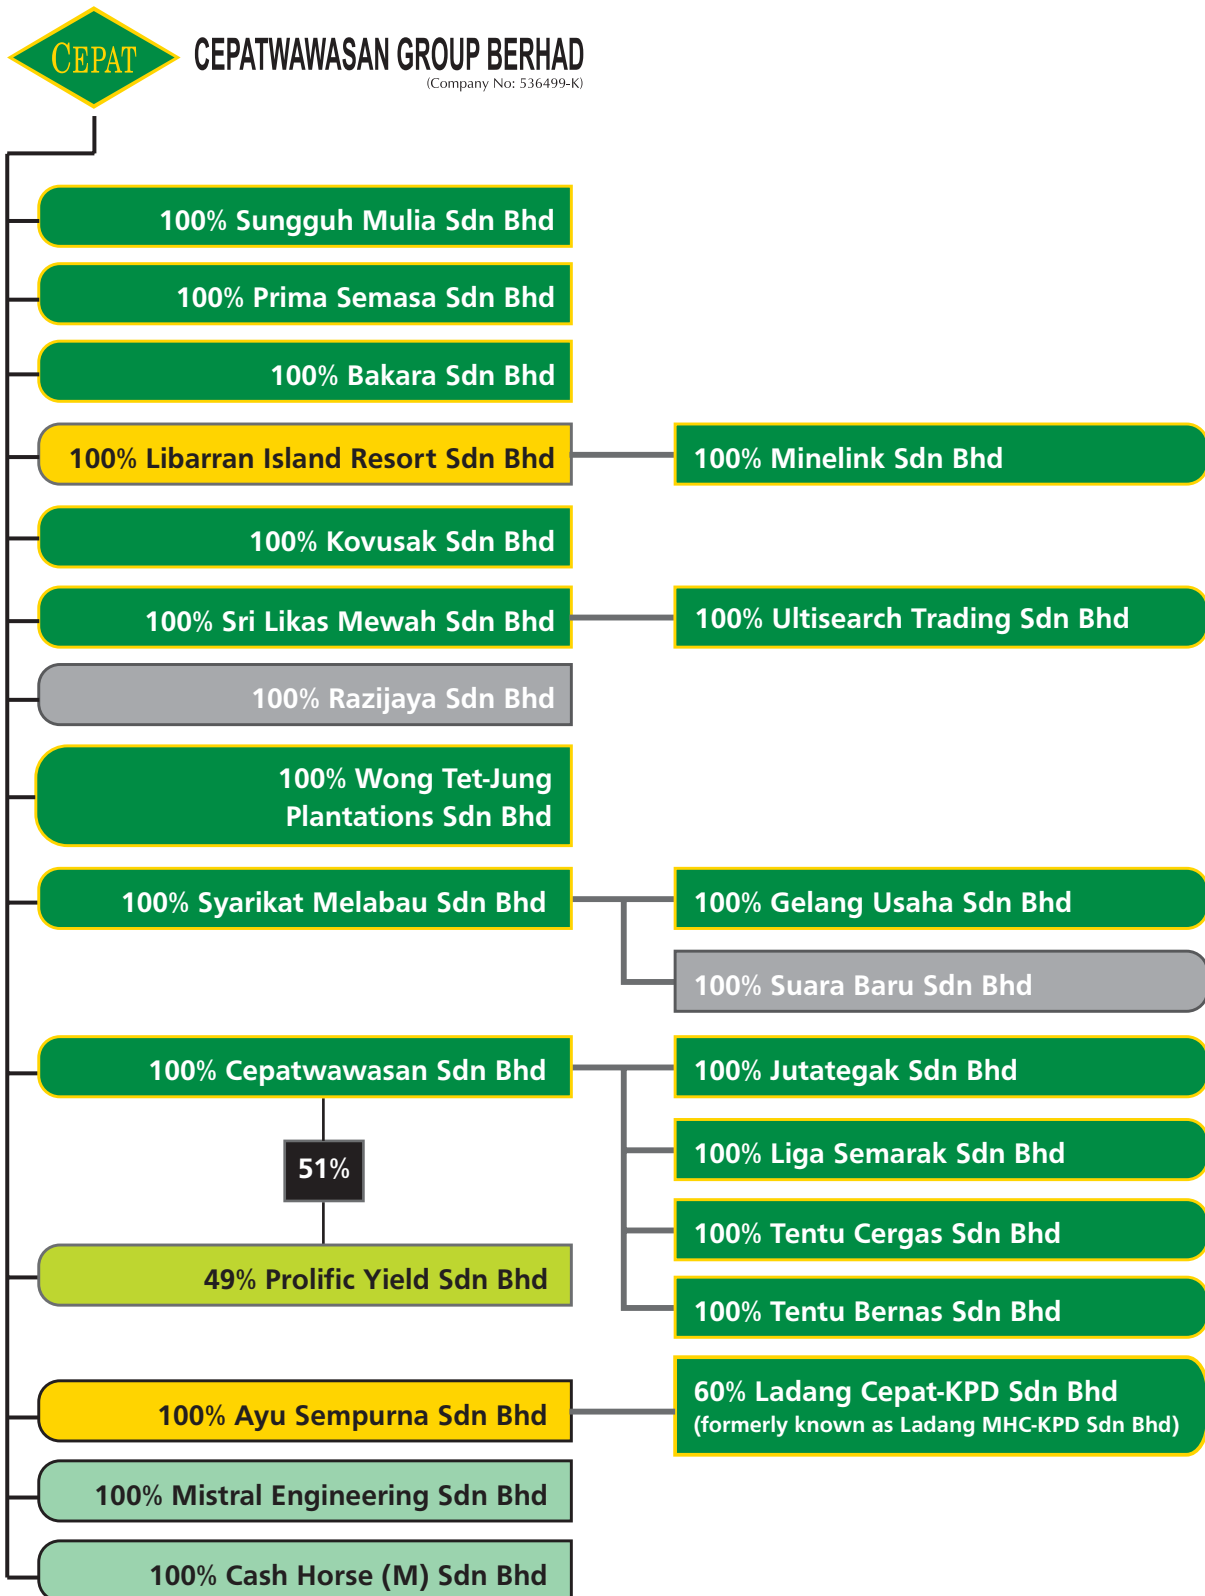 CEPAT
CEPATWAWASAN GROUP BERHAD
(Company No: 536499-K)
100% Sungguh Mulia Sdn Bhd
100% Prima Semasa Sdn Bhd
100% Bakara Sdn Bhd
100% Libarran Island Resort Sdn Bhd
100% Minelink Sdn Bhd
100% Kovusak Sdn Bhd
100% Sri Likas Mewah Sdn Bhd
100% Ultisearch Trading Sdn Bhd
100% Razijaya Sdn Bhd
100% Wong Tet-Jung
Plantations Sdn Bhd
100% Syarikat Melabau Sdn Bhd
100% Gelang Usaha Sdn Bhd
100% Suara Baru Sdn Bhd
100% Cepatwawasan Sdn Bhd
100% Jutategak Sdn Bhd
100% Liga Semarak Sdn Bhd
51%
100% Tentu Cergas Sdn Bhd
49% Prolific Yield Sdn Bhd
100% Tentu Bernas Sdn Bhd
100% Ayu Sempurna Sdn Bhd
60% Ladang Cepat-KPD Sdn Bhd
(formerly known as Ladang MHC-KPD Sdn Bhd)
100% Mistral Engineering Sdn Bhd
100% Cash Horse (M) Sdn Bhd